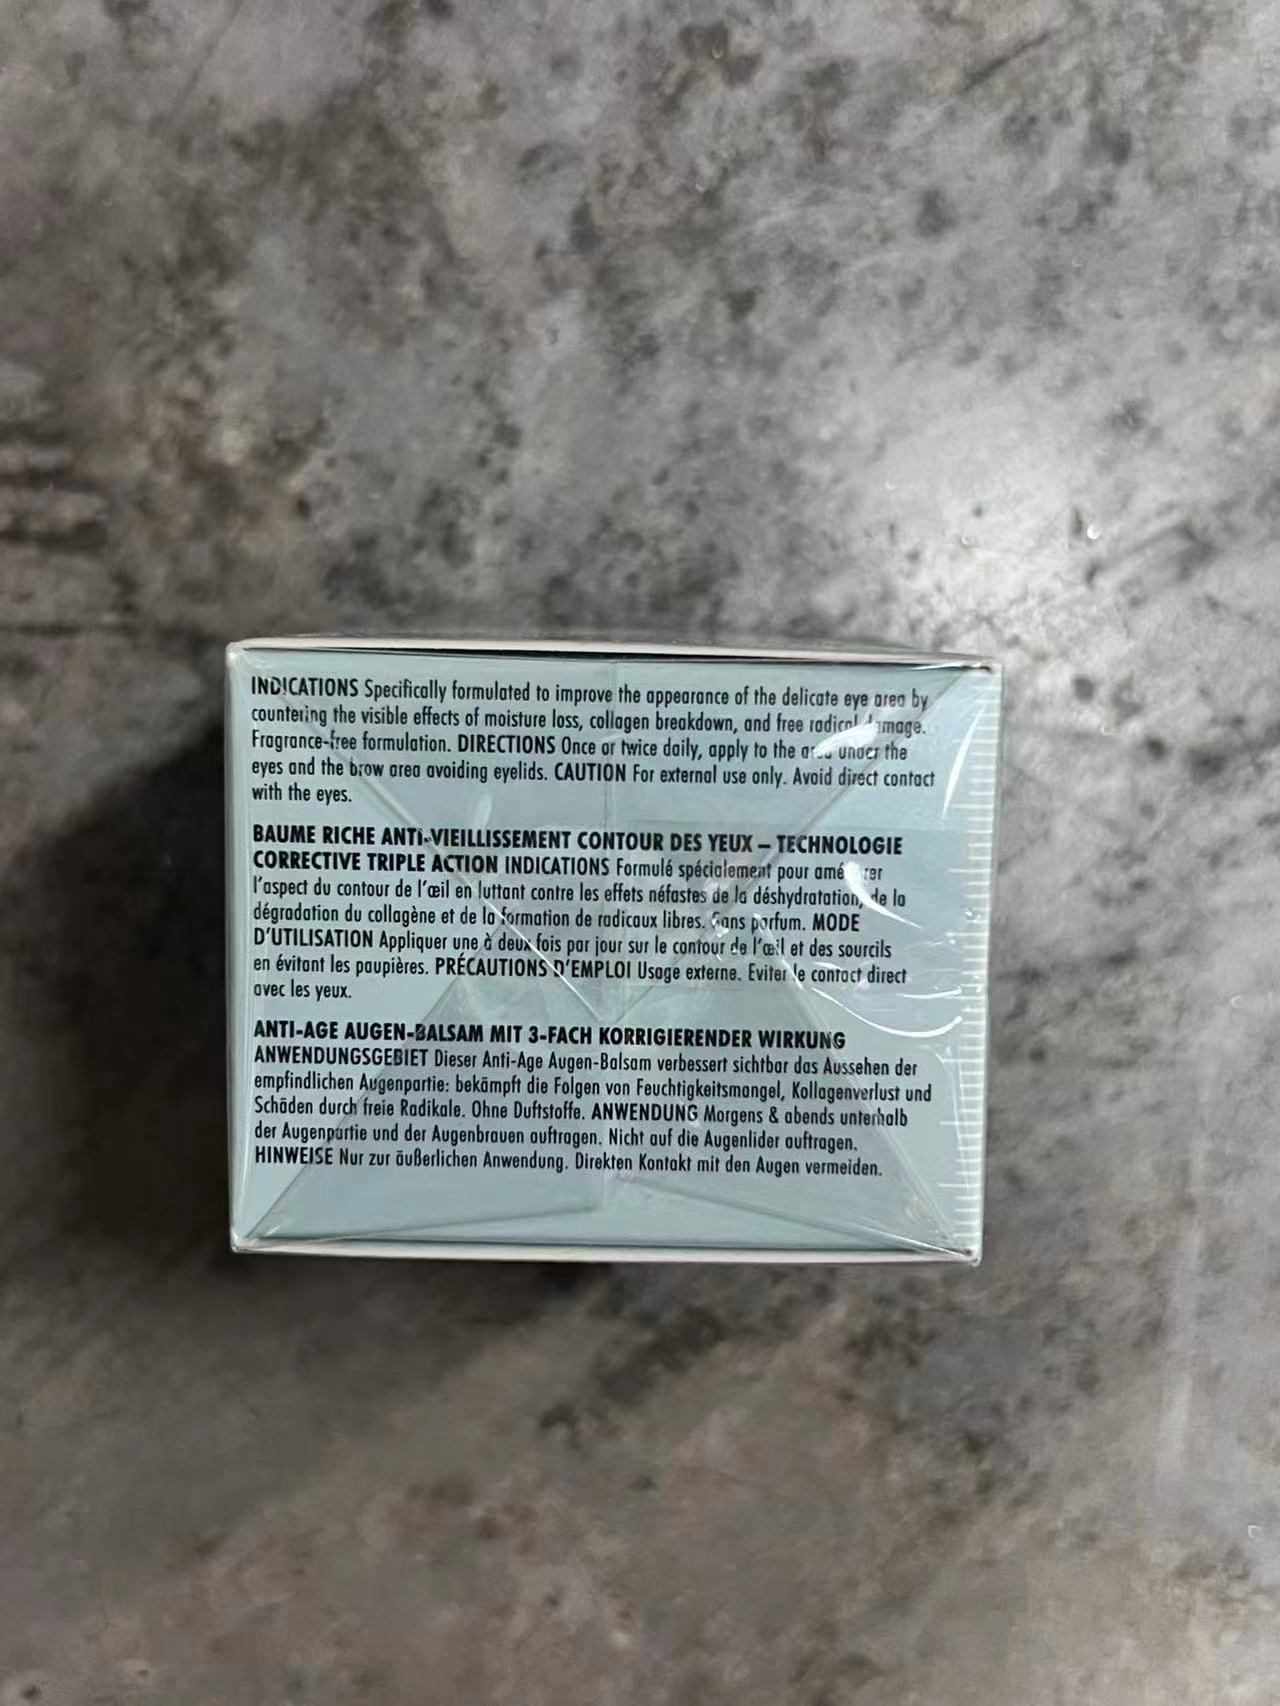 INDICATIONS Specifically formulated to improve the appearance of the delicate eye area by
countering the visible effects of moisture loss, collagen breakdown, and free radical damage.
Fragrance-free formulation. DIRECTIONS Once or twice daily, apply to the area under the
eyes and the brow area avoiding eyelids. CAUTION For external use only. Avoid direct contact
with the eyes.
BAUME RICHE ANTI-VIEILLISSEMENT CONTOUR DES YEUX – TECHNOLOGIE
CORRECTIVE TRIPLE ACTION INDICATIONS Formulé spécialement pour améliorer
l'aspect du contour de l'œil en luttant contre les effets néfastes de la déshydratation, de la
dégradation du collagène et de la formation de radicaux libres. Sans parfum. MODE
D'UTILISATION Appliquer une à deux fois par jour sur le contour de l'œil et des sourcils
en évitant les paupières. PRÉCAUTIONS D'EMPLOI Usage externe. Eviter le contact direct
avec les yeux.
ANTI-AGE AUGEN-BALSAM MIT 3-FACH KORRIGIERENDER WIRKUNG
ANWENDUNGSGEBIET Dieser Anti-Age Augen-Balsam verbessert sichtbar das Aussehen der
empfindlichen Augenpartie: bekämpft die Folgen von Feuchtigkeitsmangel, Kollagenverlust und
Schäden durch freie Radikale. Ohne Duftstoffe. ANWENDUNG Morgens & abends unterhalb
der Augenpartie und der Augenbrauen auftragen. Nicht auf die Augenlider auftragen.
HINWEISE Nur zur äußerlichen Anwendung. Direkten Kontakt mit den Augen vermeiden.